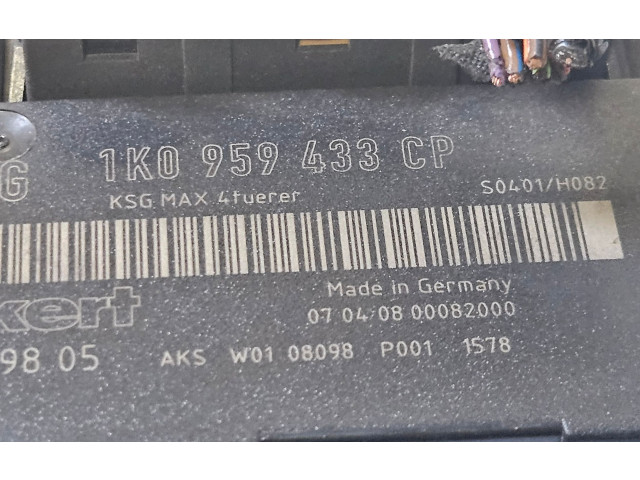 G 1K0 959 433 CP
KSG MAX 4tuerer S0401/H082
Made in Germany
kert 07 04 08 00082000
98 05 AKS W01 08098 P001 1578